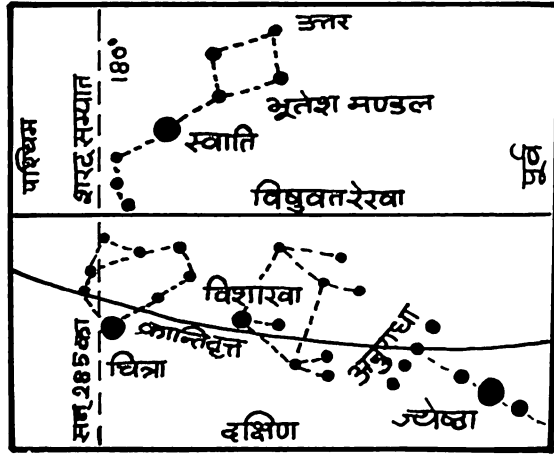 उत्तर
180°
भूतेश मण्डल
शरद सम्पात
स्वाति
पश्चिम
पूर्व
विषुवत रेखा
विशाखा
क्रान्तिवृत्त
अनुराधा
सन् 285 का
चित्रा
ज्येष्ठा
दक्षिण